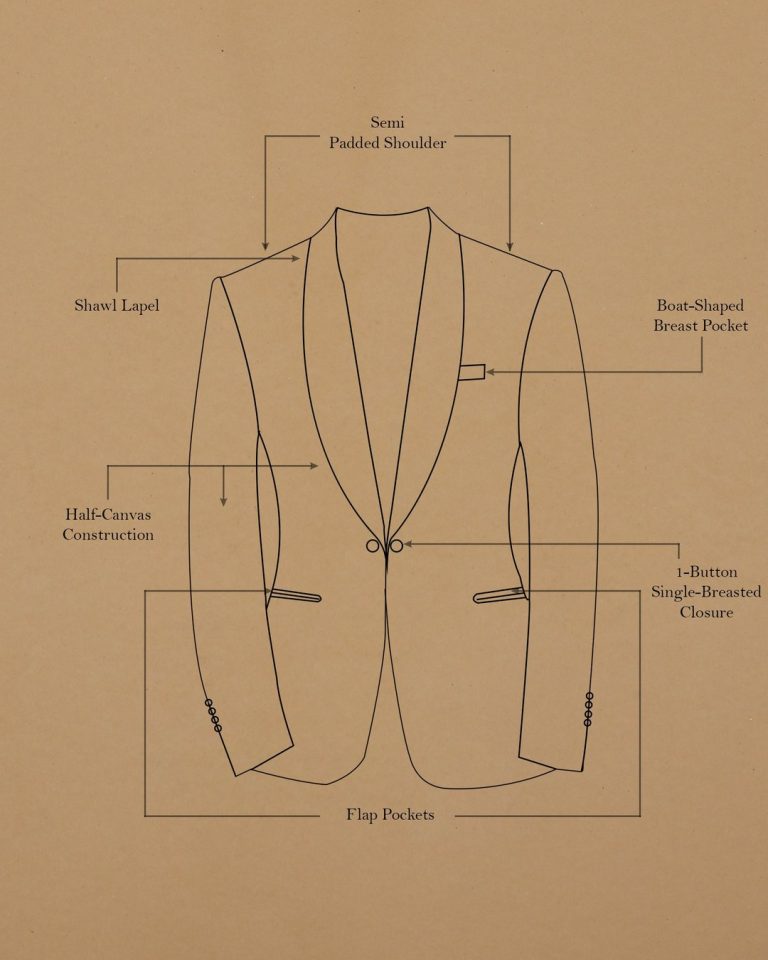 Semi
Padded Shoulder
Shawl Lapel
Boat-Shaped
Breast Pocket
Half-Canvas
Construction
1-Button
Single-Breasted
Closure
Flap Pockets